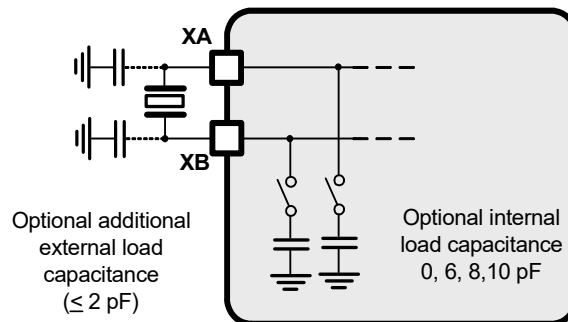 XA
XB
Optional additional
external load
capacitance
(≤ 2 pF)
Optional internal
load capacitance
0, 6, 8,10 pF